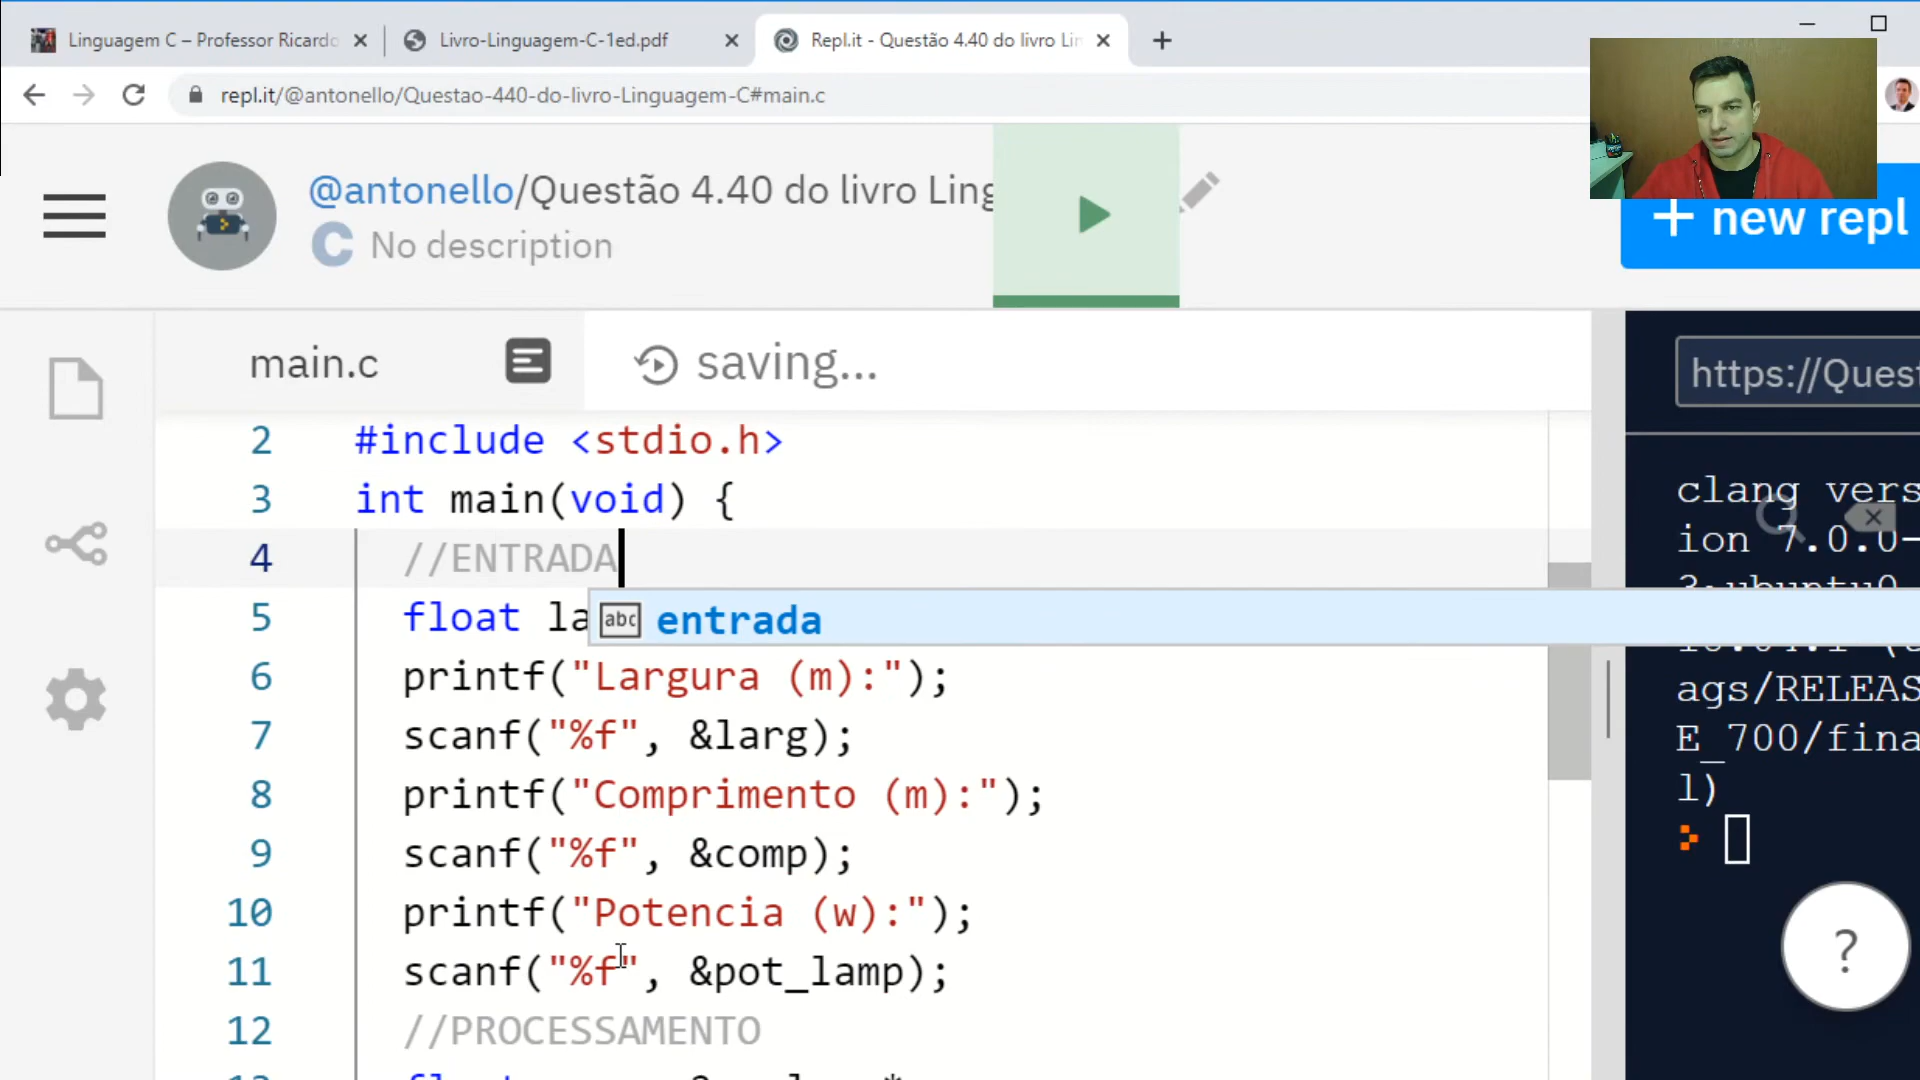 Linguagem C – Professor Ricardo
Livro-Linguagem-C-1ed.pdf
Repl.it - Questão 4.40 do livro Lin
repl.it/@antonello/Questao-440-do-livro-Linguagem-C#main.c
@antonello/Questão 4.40 do livro Ling
C No description
+ new repl
main.c
saving...
https://Quest
2 #include <stdio.h>
3 int main(void) {
4 //ENTRADA
abc entrada
5 float la
6 printf("Largura (m):");
7 scanf("%f", &larg);
8 printf("Comprimento (m):");
9 scanf("%f", &comp);
10 printf("Potencia (w):");
11 scanf("%f", &pot_lamp);
12 //PROCESSAMENTO
clang vers
ion 7.0.0-
ags/RELEAS
E_700/fina
l)
?